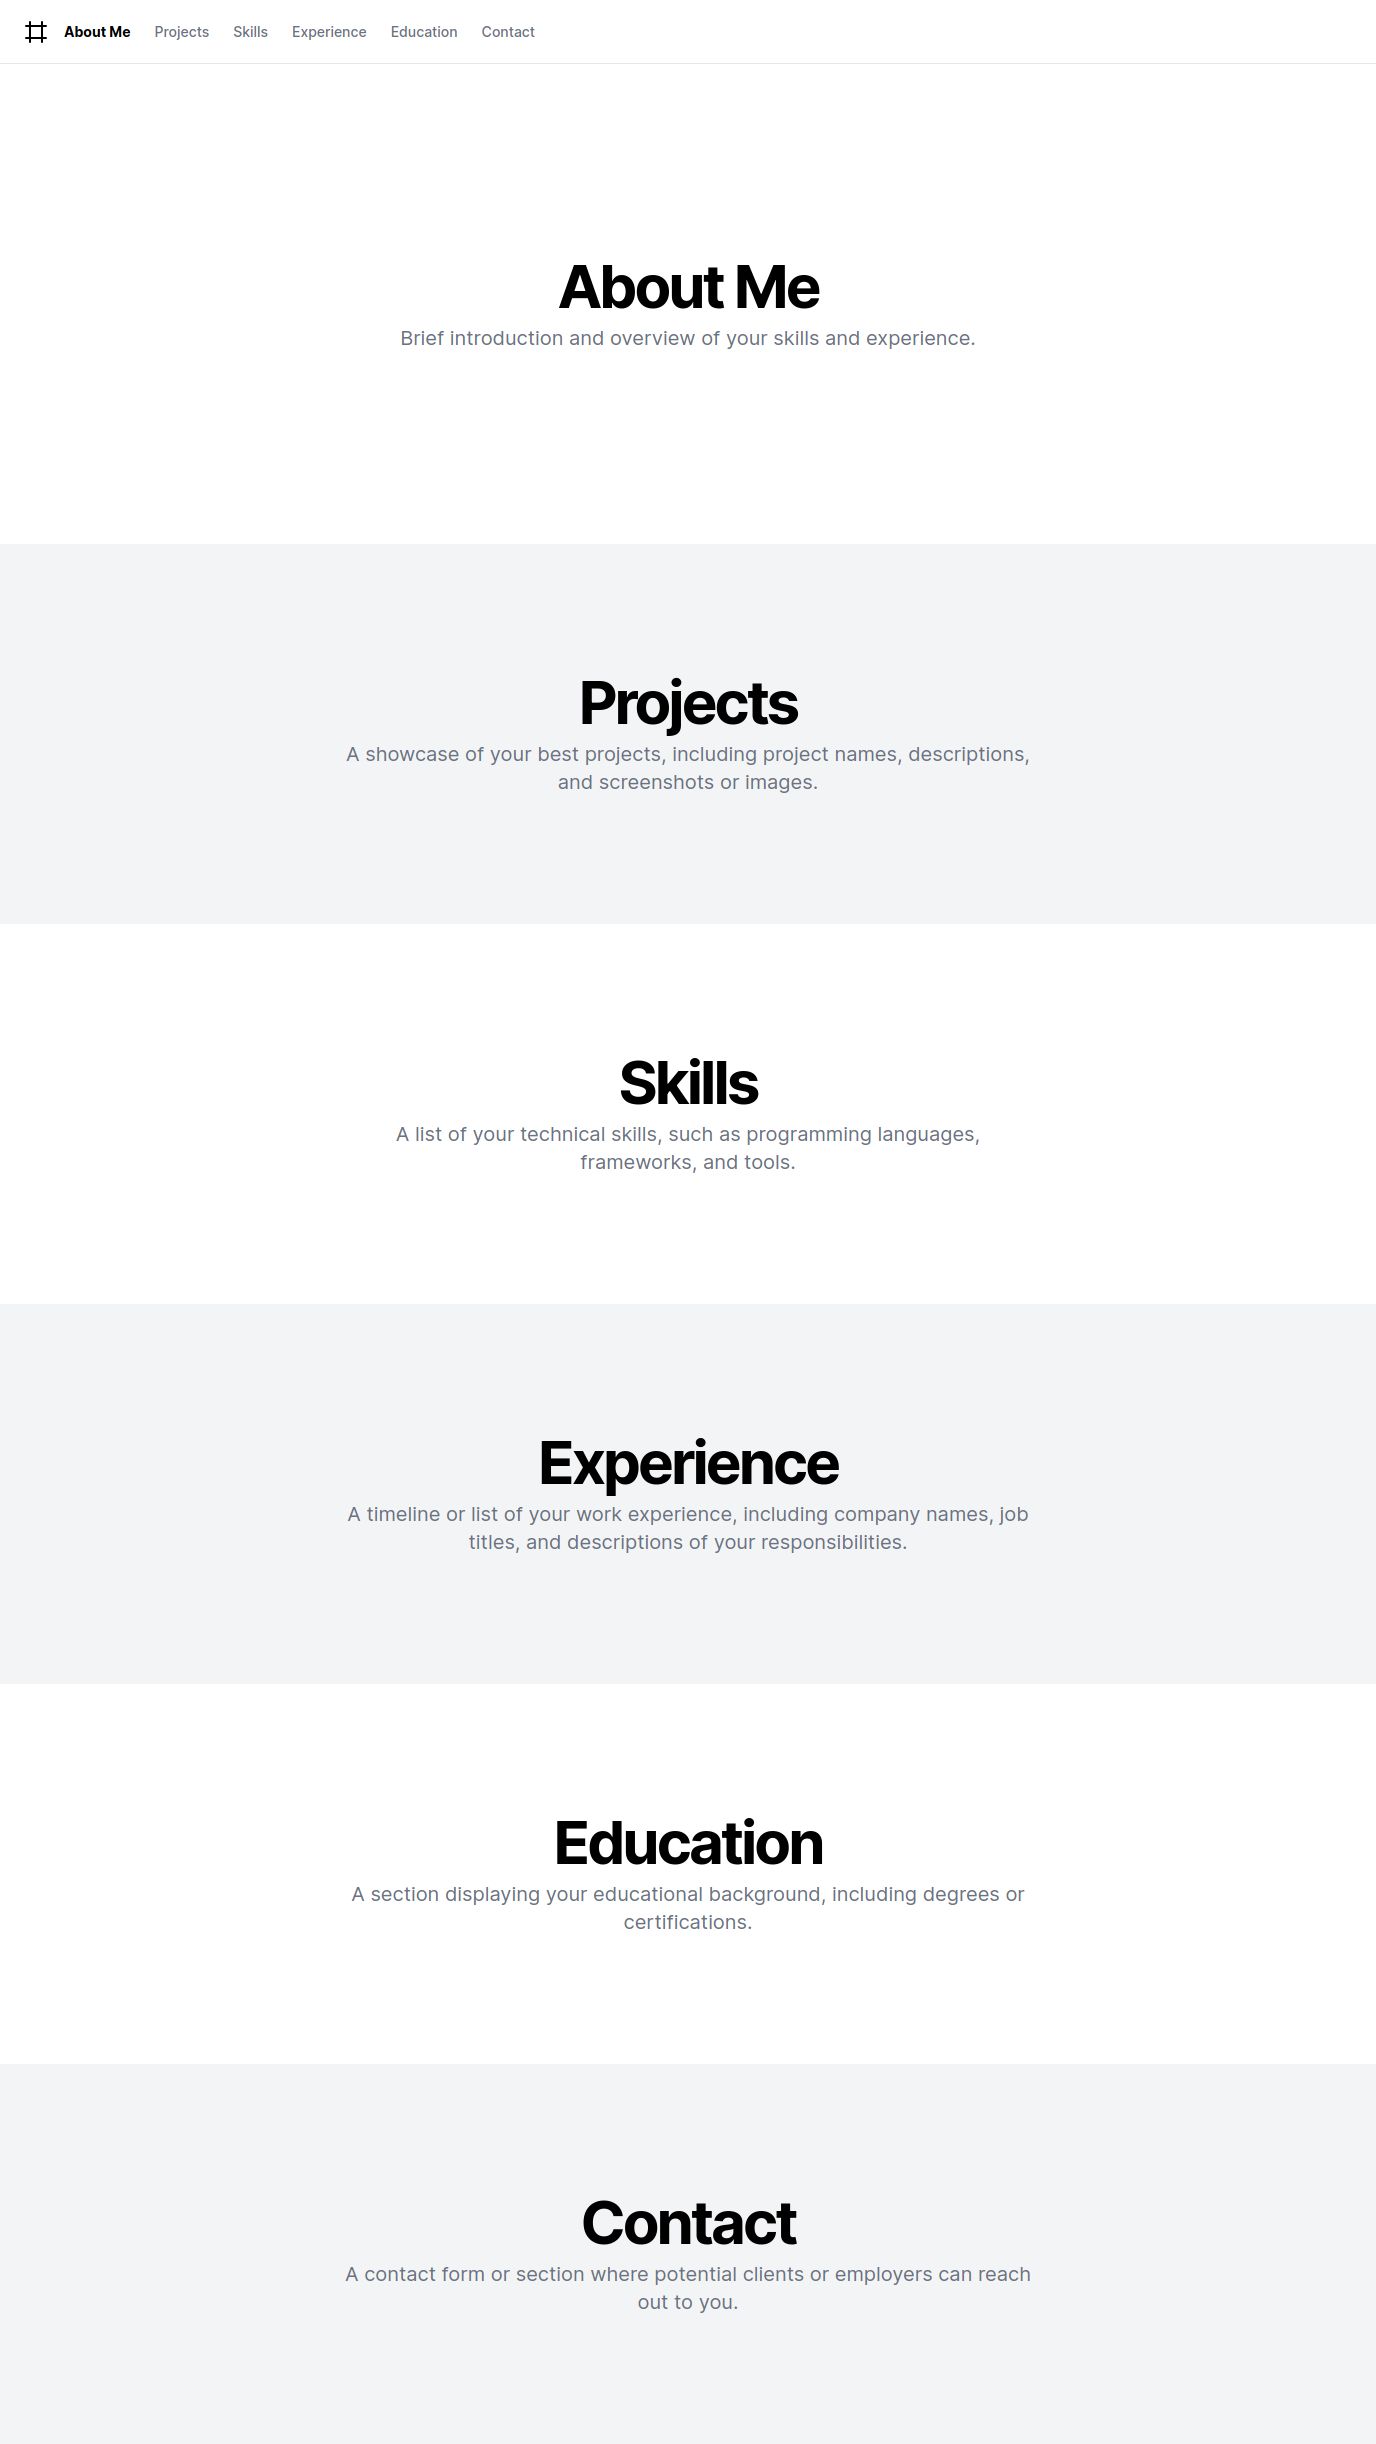 About Me Projects Skills Experience Education Contact
About Me
Brief introduction and overview of your skills and experience.
Projects
A showcase of your best projects, including project names, descriptions,
and screenshots or images.
Skills
A list of your technical skills, such as programming languages,
frameworks, and tools.
Experience
A timeline or list of your work experience, including company names, job
titles, and descriptions of your responsibilities.
Education
A section displaying your educational background, including degrees or
certifications.
Contact
A contact form or section where potential clients or employers can reach
out to you.